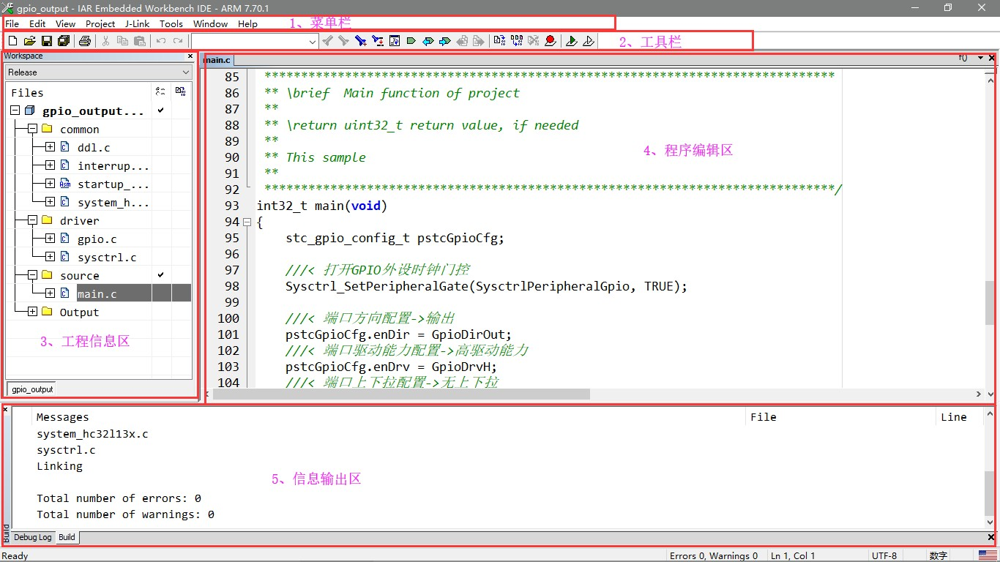 gpio_output - IAR Embedded Workbench IDE - ARM 7.70.1
File Edit View Project J-Link Tools Window Help
1、菜单栏
2、工具栏
Workspace
Release
Files
gpio_output...
common
ddl.c
interrup...
startup_...
system_h...
driver
gpio.c
sysctrl.c
source
main.c
Output
3、工程信息区
gpio_output
main.c
f()
85 ******************************************************************************
86 ** \brief  Main function of project
87 **
88 ** \return uint32_t return value, if needed
89 **
90 ** This sample
91 **
92 ******************************************************************************/
93 int32_t main(void)
94 {
95 stc_gpio_config_t pstcGpioCfg;
96
97 ///< 打开GPIO外设时钟门控
98 Sysctrl_SetPeripheralGate(SysctrlPeripheralGpio, TRUE);
99
100 ///< 端口方向配置->输出
101 pstcGpioCfg.enDir = GpioDirOut;
102 ///< 端口驱动能力配置->高驱动能力
103 pstcGpioCfg.enDrv = GpioDrvH;
104 ///< 端口上下拉配置->无上下拉
4、程序编辑区
Messages File Line
system_hc32l13x.c
sysctrl.c
Linking
Total number of errors: 0
Total number of warnings: 0
5、信息输出区
Build
Debug Log Build
Ready Errors 0, Warnings 0 Ln 1, Col 1 UTF-8 数字